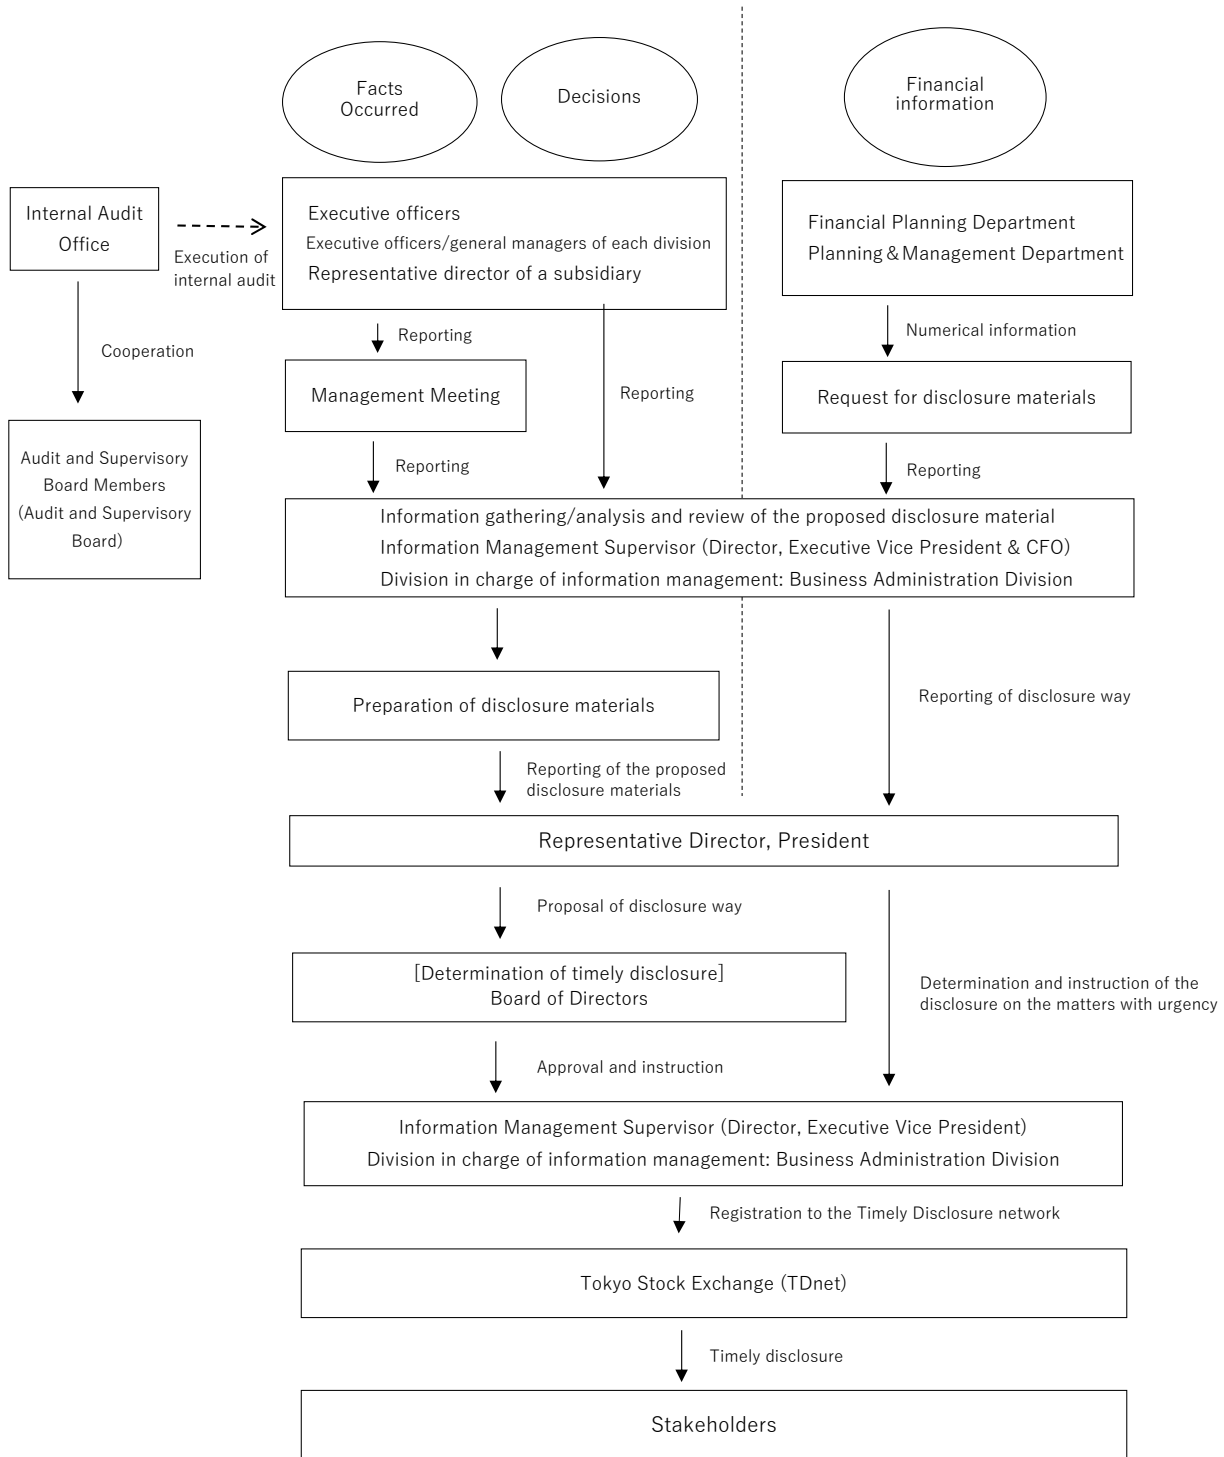 Facts
Occurred
Decisions
Financial
information
Internal Audit
Office
Execution of
internal audit
Executive officers
Executive officers/general managers of each division
Representative director of a subsidiary
Financial Planning Department
Planning & Management Department
Cooperation
Reporting
Numerical information
Management Meeting
Reporting
Request for disclosure materials
Audit and Supervisory
Board Members
(Audit and Supervisory
Board)
Reporting
Reporting
Information gathering/analysis and review of the proposed disclosure material
Information Management Supervisor (Director, Executive Vice President & CFO)
Division in charge of information management: Business Administration Division
Preparation of disclosure materials
Reporting of disclosure way
Reporting of the proposed
disclosure materials
Representative Director, President
Proposal of disclosure way
[Determination of timely disclosure]
Board of Directors
Determination and instruction of the
disclosure on the matters with urgency
Approval and instruction
Information Management Supervisor (Director, Executive Vice President)
Division in charge of information management: Business Administration Division
Registration to the Timely Disclosure network
Tokyo Stock Exchange (TDnet)
Timely disclosure
Stakeholders